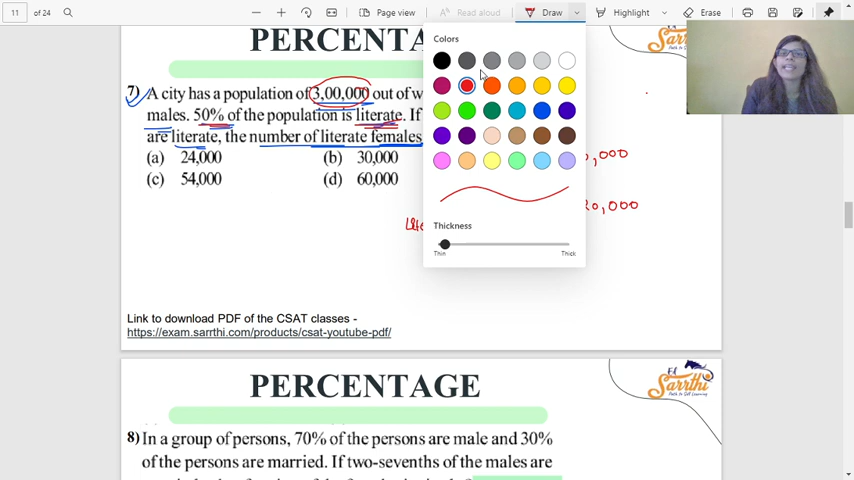 11 of 24 Page view Read aloud Draw Highlight Erase
PERCENTA
Colors
7) A city has a population of 3,00,000 out of w
males. 50% of the population is literate. If
are literate, the number of literate females
(a) 24,000 (b) 30,000
(c) 54,000 (d) 60,000
0,000
20,000
Thickness
Thin Thick
Link to download PDF of the CSAT classes -
https://exam.sarrthi.com/products/csat-youtube-pdf/
PERCENTAGE
Sarrthi
Path to Self Learning
8) In a group of persons, 70% of the persons are male and 30%
of the persons are married. If two-sevenths of the males are